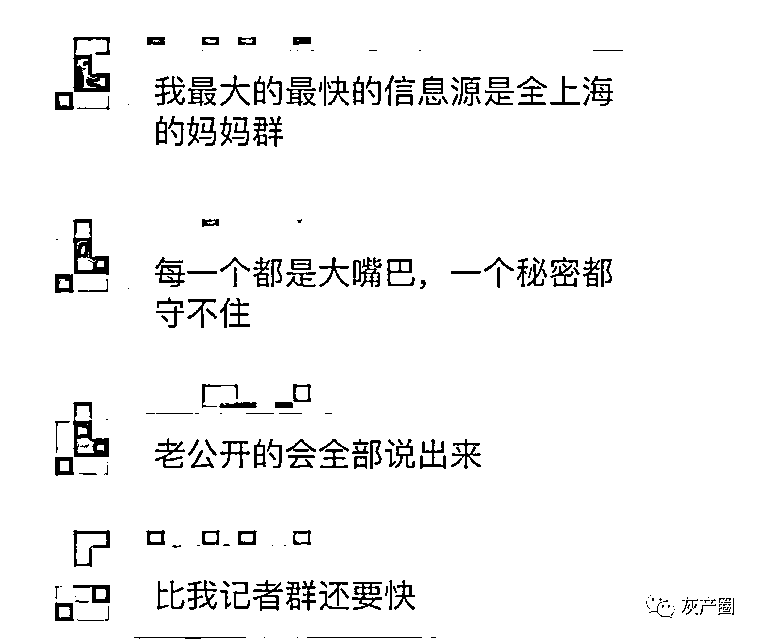 我最大的最快的信息源是全上海
的妈妈群
每一个都是大嘴巴，一个秘密都
守不住
老公开的会全部说出来
比我记者群还要快
灰产圈